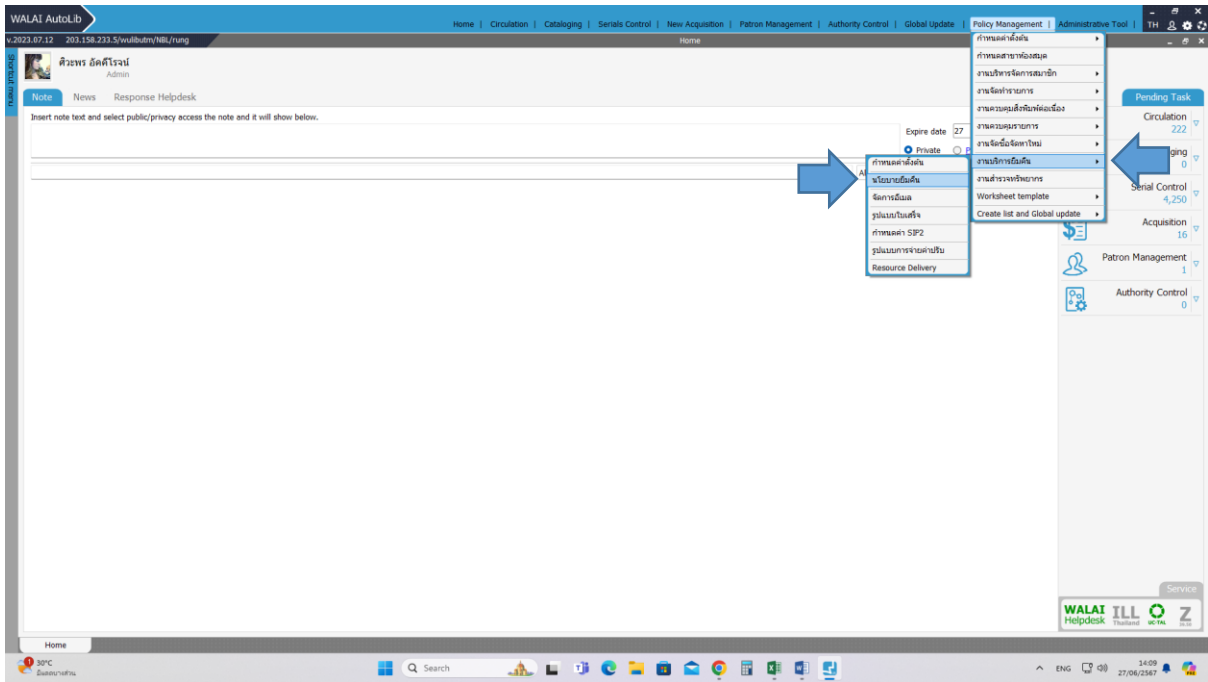 WALAI AutoLib
Home | Circulation | Cataloging | Serials Control | New Acquisition | Patron Management | Authority Control | Global Update | Policy Management | Administrative Tool | TH
v.2023.07.12 203.158.233.5/wulibutm/NBL/rung
Home
Shortcut menu
ศิวะพร อัคคีโรจน์
Admin
Note News Response Helpdesk
Insert note text and select public/privacy access the note and it will show below.
Expire date 27
Private
กำหนดค่าตั้งต้น
กำหนดสาขาห้องสมุด
งานบริหารจัดการสมาชิก
งานจัดทำรายการ
งานควบคุมสิ่งพิมพ์ต่อเนื่อง
งานควบคุมรายการ
งานจัดซื้อจัดหาใหม่
งานบริการยืมคืน
งานสำรวจทรัพยากร
Worksheet template
Create list and Global update
กำหนดค่าตั้งต้น
นโยบายยืมคืน
จัดการอีเมล
รูปแบบใบเสร็จ
กำหนดค่า SIP2
รูปแบบการจ่ายค่าปรับ
Resource Delivery
Pending Task
Circulation
222
ging
0
Serial Control
4,250
Acquisition
16
Patron Management
1
Authority Control
0
Service
WALAI
Helpdesk
ILL
Thailand
UC-TAL
Z
39.50
Home
1
30°C
Search
ENG
14:09
27/06/2567